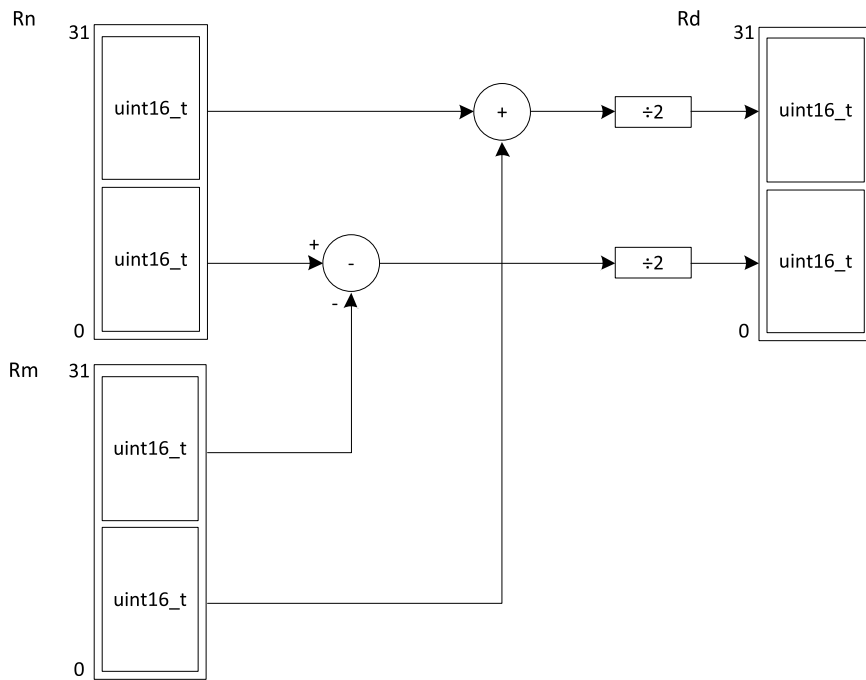 Rn
31
uint16_t
uint16_t
0
Rm
31
uint16_t
uint16_t
0
+
-
-
+
÷2
÷2
Rd
31
uint16_t
uint16_t
0